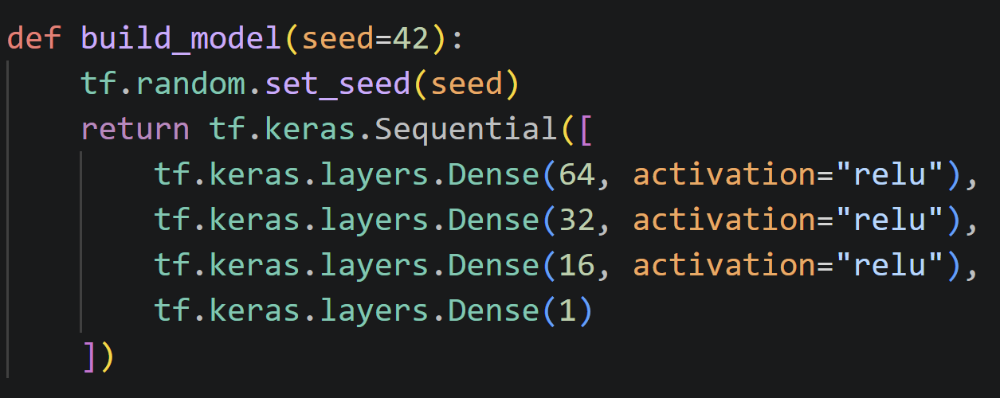 def build_model(seed=42):
    tf.random.set_seed(seed)
    return tf.keras.Sequential([
        tf.keras.layers.Dense(64, activation="relu"),
        tf.keras.layers.Dense(32, activation="relu"),
        tf.keras.layers.Dense(16, activation="relu"),
        tf.keras.layers.Dense(1)
    ])